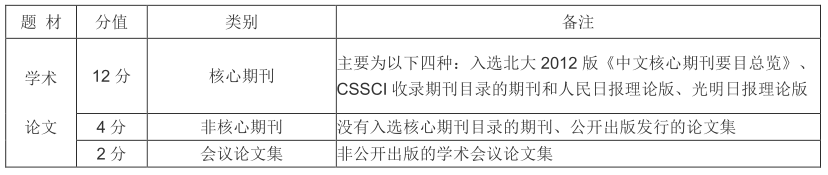 题 材 分值 类别 备注
学术
论文
12 分 核心期刊 主要为以下四种：入选北大 2012 版《中文核心期刊要目总览》、
CSSCI 收录期刊目录的期刊和人民日报理论版、光明日报理论版
4 分 非核心期刊 没有入选核心期刊目录的期刊、公开出版发行的论文集
2 分 会议论文集 非公开出版的学术会议论文集